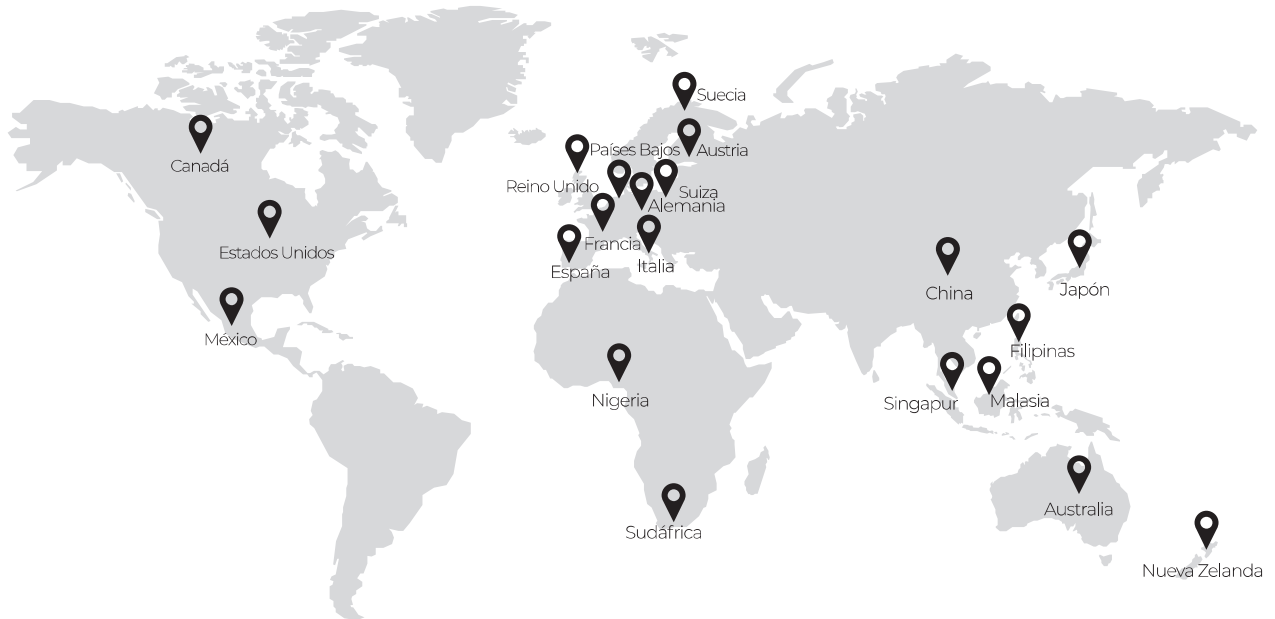 Suecia
Países Bajos
Austria
Canadá
Reino Unido
Suiza
Alemania
Estados Unidos
Francia
Italia
España
China
Japón
México
Filipinas
Nigeria
Singapur
Malasia
Australia
Sudáfrica
Nueva Zelanda